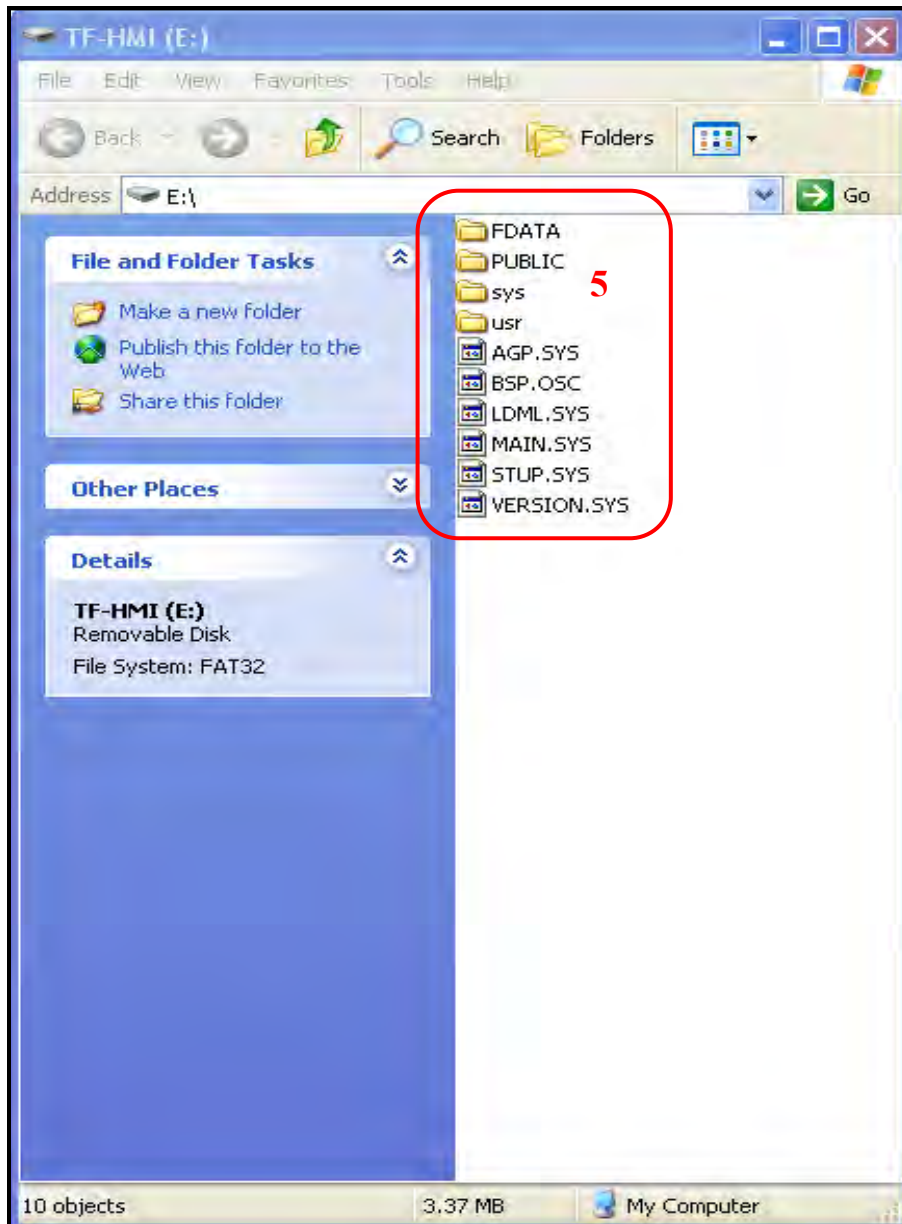 TF-HMI (E:)
File Edit View Favorites Tools Help
Back Search Folders
Address E:\ Go
File and Folder Tasks
Make a new folder
Publish this folder to the
Web
Share this folder
Other Places
Details
TF-HMI (E:)
Removable Disk
File System: FAT32
FDATA
PUBLIC
sys
5
usr
AGP.SYS
BSP.OSC
LDML.SYS
MAIN.SYS
STUP.SYS
VERSION.SYS
10 objects 3.37 MB My Computer